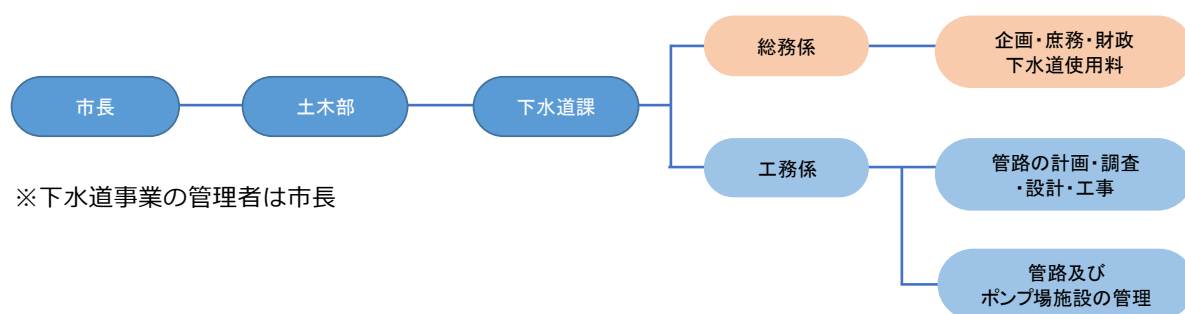 総務係
企画・庶務・財政
下水道使用料
市長
土木部
下水道課
工務係
管路の計画・調査
・設計・工事
※下水道事業の管理者は市長
管路及び
ポンプ場施設の管理